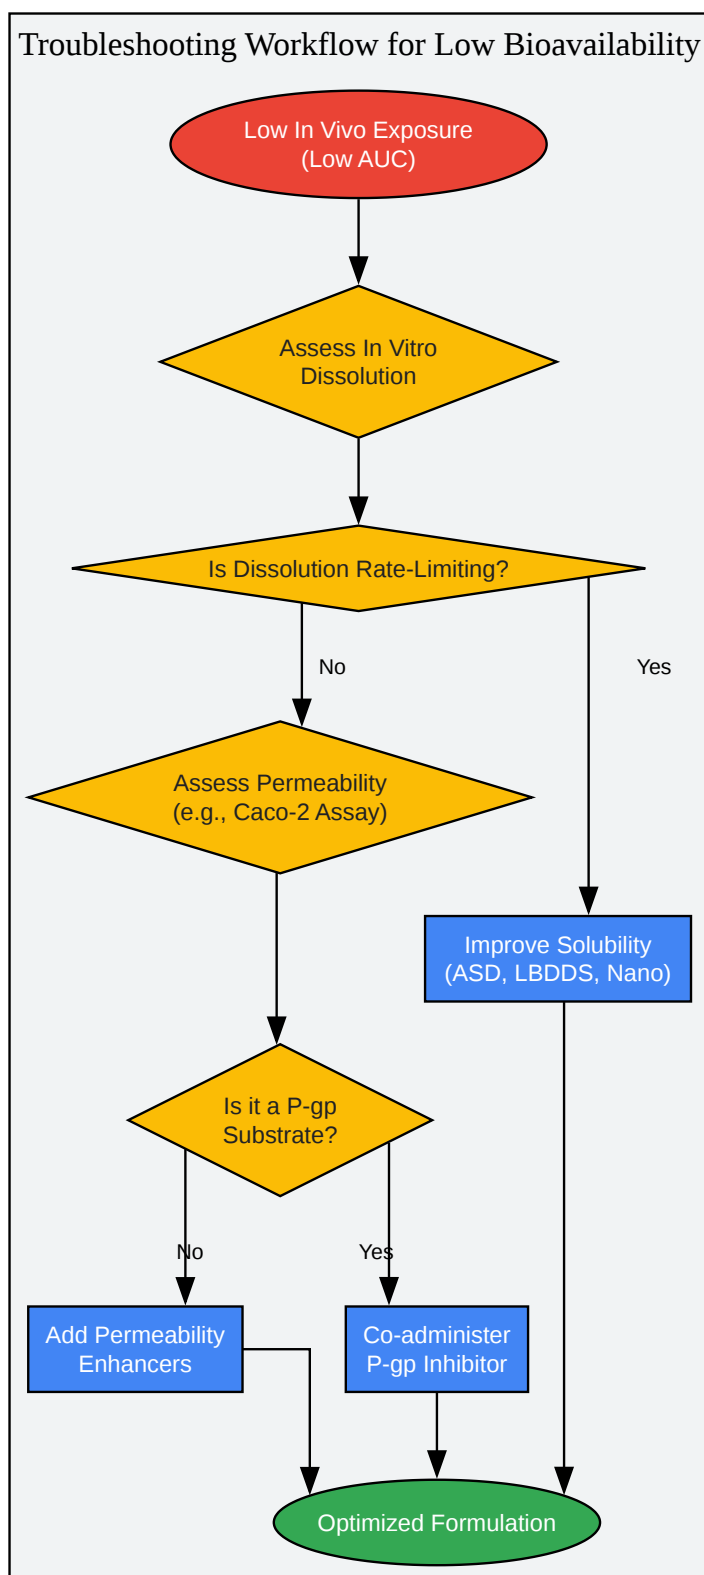 Troubleshooting Workflow for Low Bioavailability
Low In Vivo Exposure
(Low AUC)
Assess In Vitro
Dissolution
Is Dissolution Rate-Limiting?
No
Yes
Assess Permeability
(e.g., Caco-2 Assay)
Improve Solubility
(ASD, LBDDS, Nano)
Is it a P-gp
Substrate?
No
Yes
Add Permeability
Enhancers
Co-administer
P-gp Inhibitor
Optimized Formulation